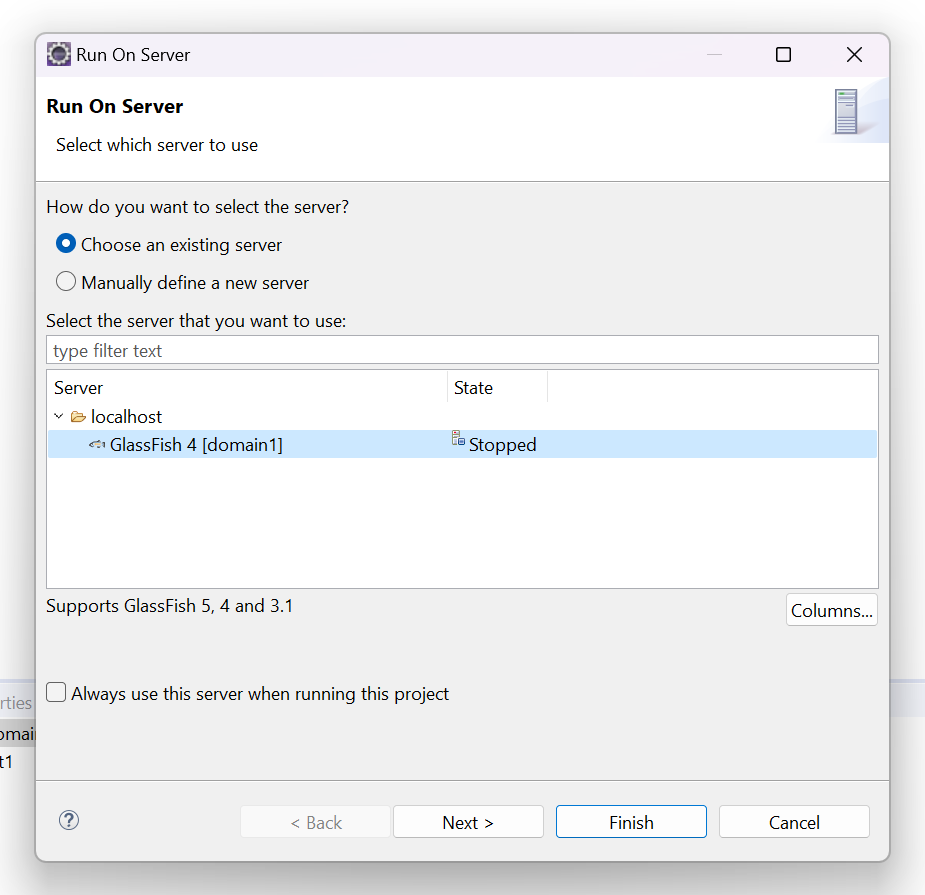 Run On Server
Run On Server
Select which server to use
How do you want to select the server?
Choose an existing server
Manually define a new server
Select the server that you want to use:
type filter text
Server State
localhost
GlassFish 4 [domain1] Stopped
Supports GlassFish 5, 4 and 3.1
Columns...
Always use this server when running this project
rties
omai
t1
? < Back Next > Finish Cancel